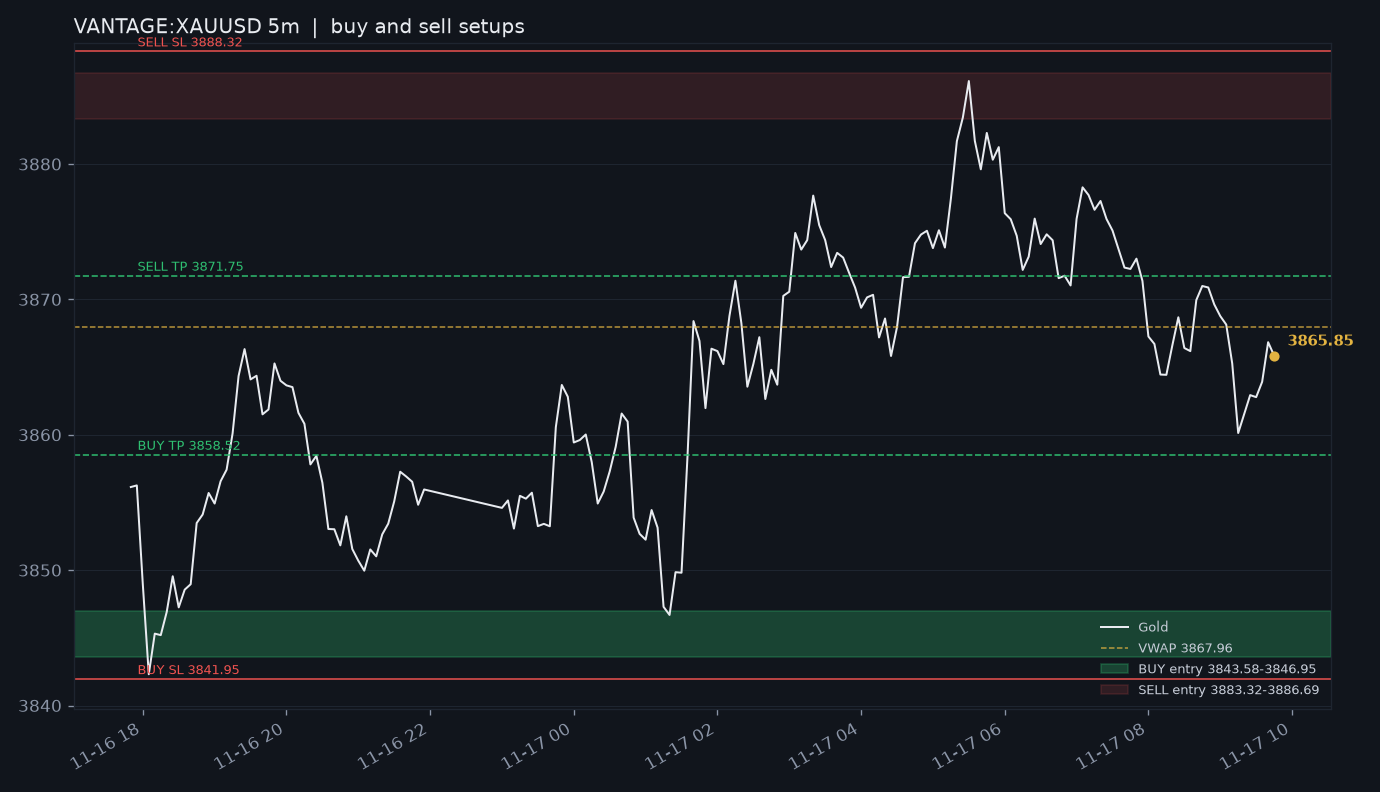 VANTAGE:XAUUSD 5m | buy and sell setups
SELL SL 3888.32
3880
SELL TP 3871.75
3870
3865.85
3860
BUY TP 3858.52
3850
Gold
VWAP 3867.96
BUY entry 3843.58-3846.95
SELL entry 3883.32-3886.69
BUY SL 3841.95
3840
11-16 18
11-16 20
11-16 22
11-17 00
11-17 02
11-17 04
11-17 06
11-17 08
11-17 10